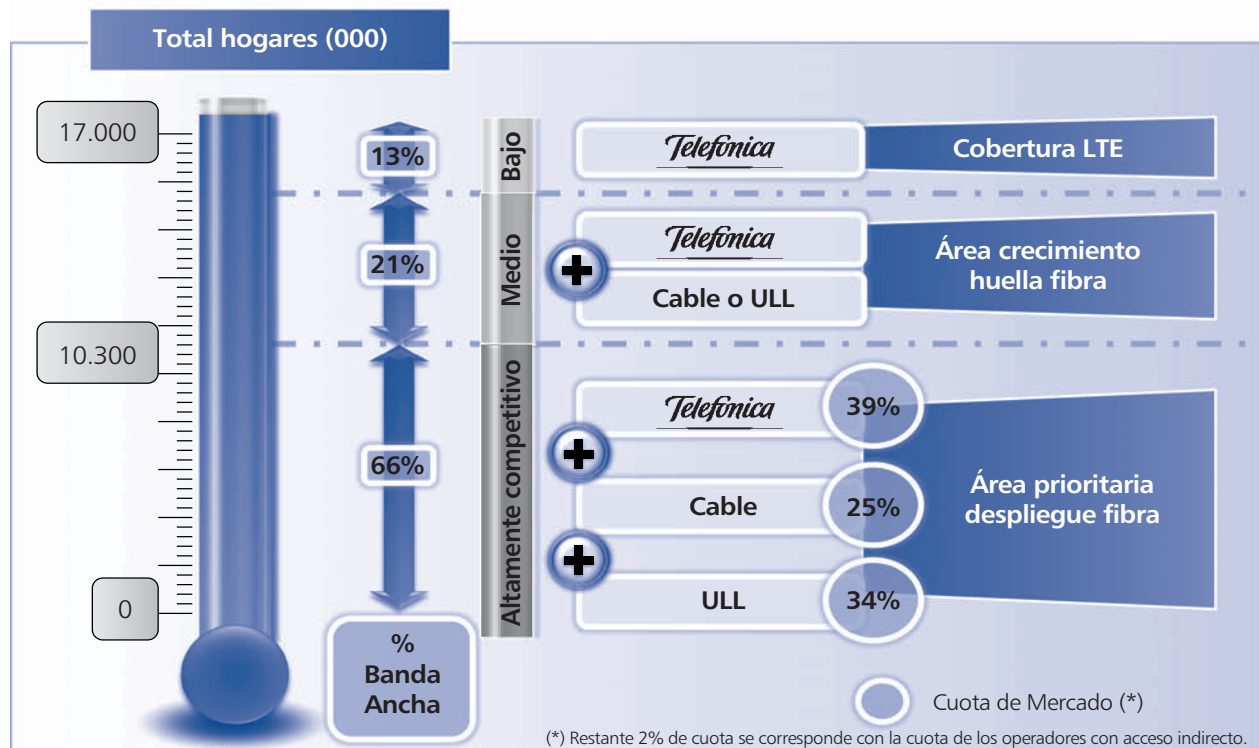 Total hogares (000)
17.000
10.300
0
13%
21%
66%
%
Banda
Ancha
Bajo
Medio
Altamente competitivo
Telefónica
Cobertura LTE
Telefónica
+
Cable o ULL
Área crecimiento
huella fibra
Telefónica
39%
+
Cable
25%
+
ULL
34%
Área prioritaria
despliegue fibra
Cuota de Mercado (*)
(*) Restante 2% de cuota se corresponde con la cuota de los operadores con acceso indirecto.